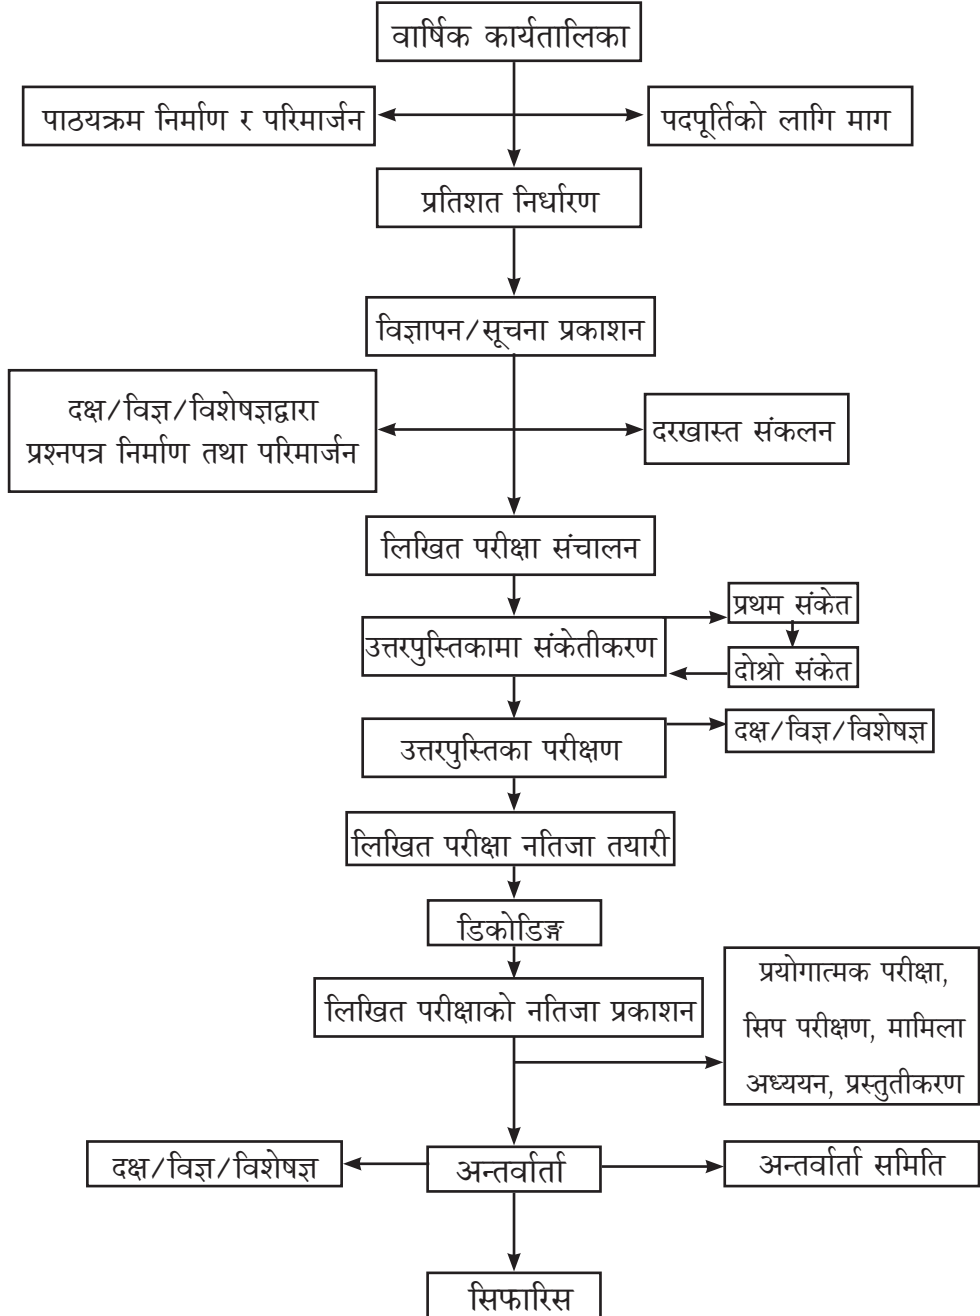 वार्षिक कार्यतालिका
पाठयक्रम निर्माण र परिमार्जन
पदपूर्तिको लागि माग
प्रतिशत निर्धारण
विज्ञापन/सूचना प्रकाशन
दक्ष/विज्ञ/विशेषज्ञद्वारा
प्रश्नपत्र निर्माण तथा परिमार्जन
दरखास्त संकलन
लिखित परीक्षा संचालन
प्रथम संकेत
उत्तरपुस्तिकामा संकेतीकरण
दोश्रो संकेत
उत्तरपुस्तिका परीक्षण
दक्ष/विज्ञ/विशेषज्ञ
लिखित परीक्षा नतिजा तयारी
डिकोडिङ्ग
लिखित परीक्षाको नतिजा प्रकाशन
प्रयोगात्मक परीक्षा,
सिप परीक्षण, मामिला
अध्ययन, प्रस्तुतीकरण
दक्ष/विज्ञ/विशेषज्ञ
अन्तर्वार्ता
अन्तर्वार्ता समिति
सिफारिस